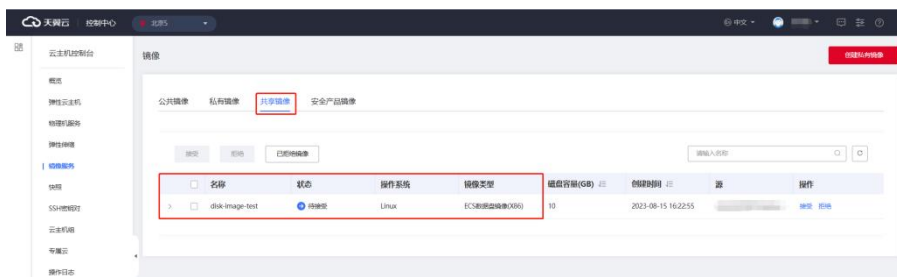 天翼云 控制中心 北京5 中文
云主机控制台
镜像
创建私有镜像
概览
弹性云主机
公共镜像 私有镜像 共享镜像 安全产品镜像
物理机服务
弹性伸缩
接受 拒绝 已拒绝镜像 请输入名称
镜像服务
快照
名称 状态 操作系统 镜像类型 磁盘容量(GB) 创建时间 源 操作
SSH密钥对
disk-image-test 待接受 Linux ECS数据盘镜像(X86) 10 2023-08-15 16:22:55 接受 拒绝
云主机组
专属云
操作日志